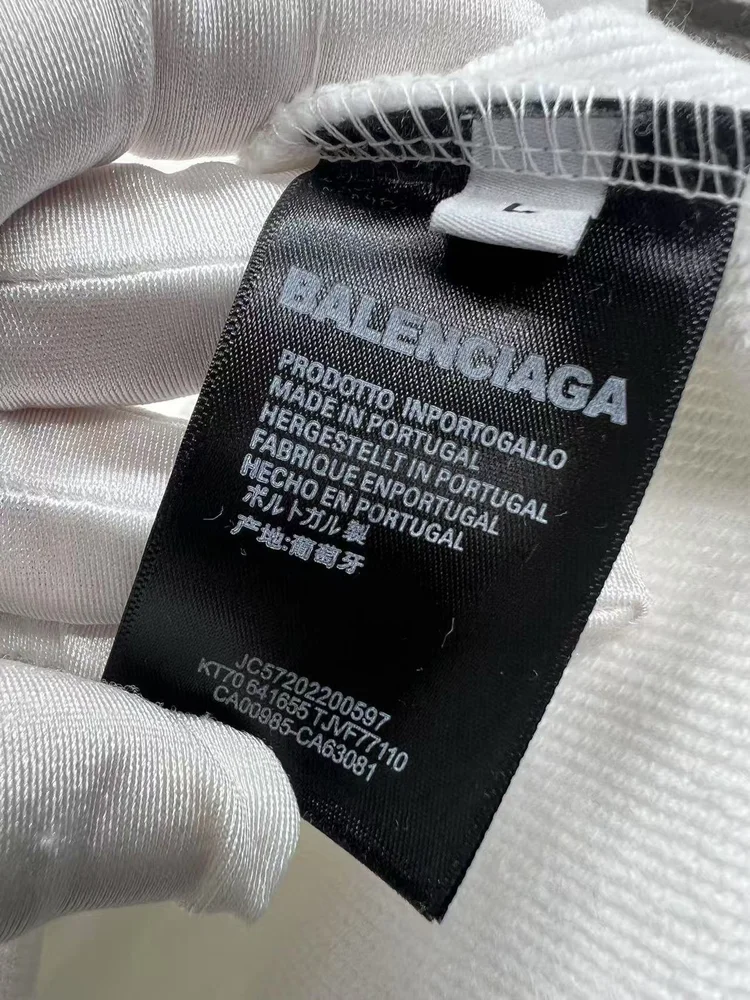 L
BALENCIAGA
PRODOTTO INPORTOGALLO
MADE IN PORTUGAL
HERGESTELLT IN PORTUGAL
FABRIQUE ENPORTUGAL
HECHO EN PORTUGAL
ポルトガル製
产地:葡萄牙
JC57202200597
KT70 641655 TJVF77110
CA00985-CA63081